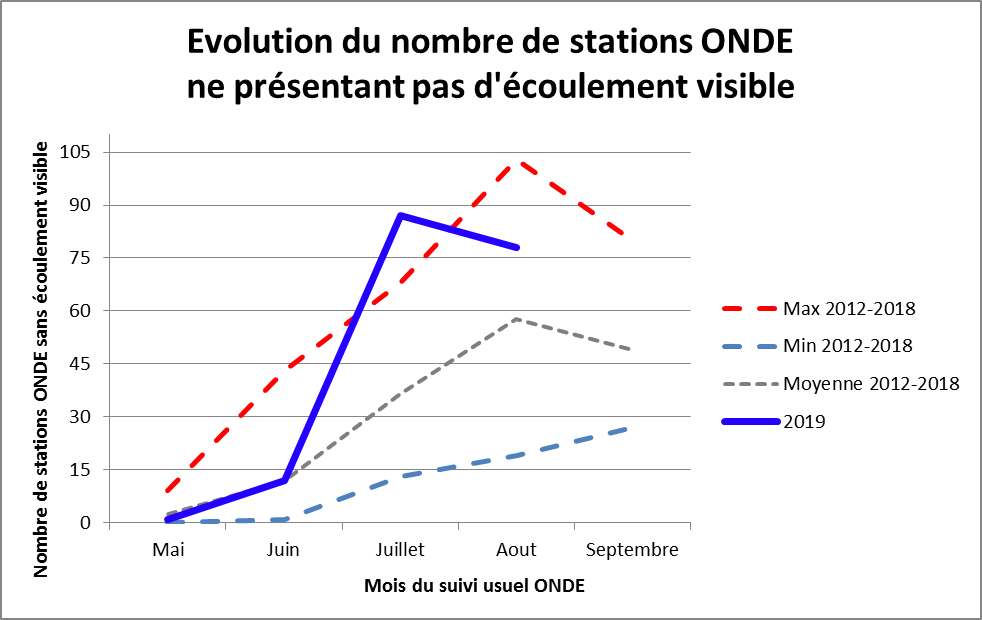 Evolution du nombre de stations ONDE
ne présentant pas d'écoulement visible
Nombre de stations ONDE sans écoulement visible
105
90
75
60
45
30
15
0
Mai
Juin
Juillet
Aout
Septembre
Mois du suivi usuel ONDE
Max 2012-2018
Min 2012-2018
Moyenne 2012-2018
2019